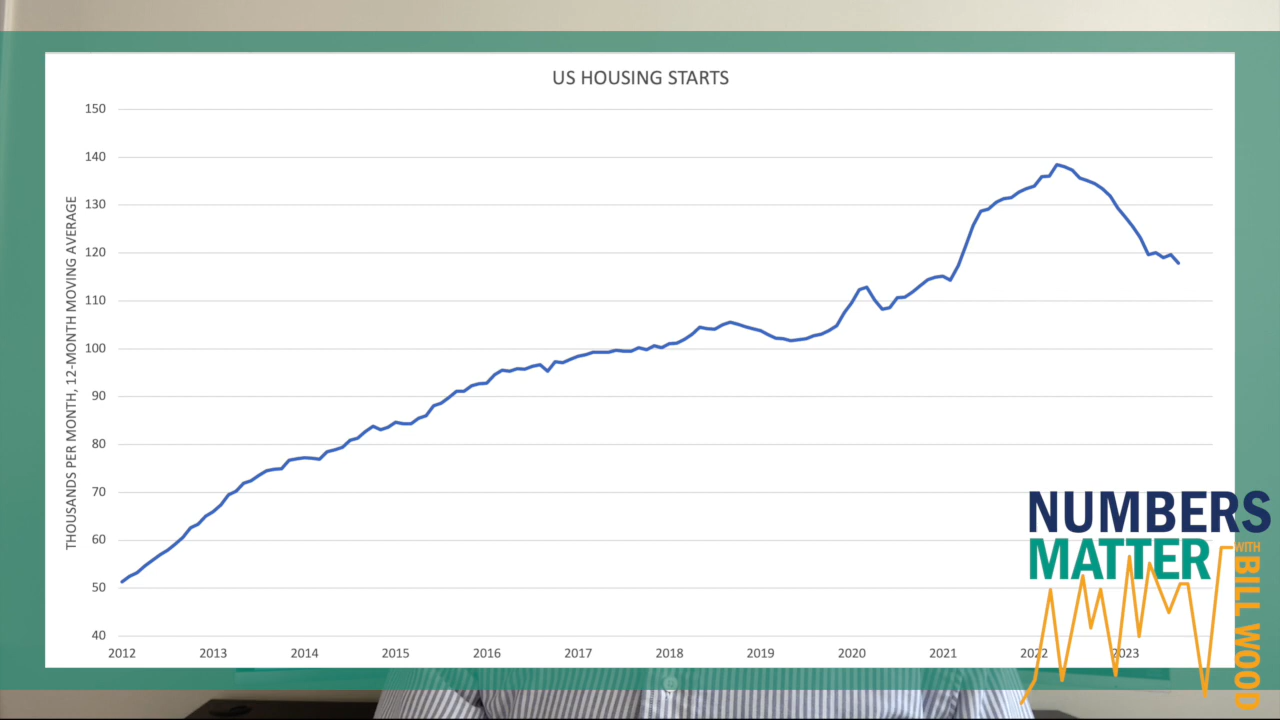 US HOUSING STARTS
THOUSANDS PER MONTH, 12-MONTH MOVING AVERAGE
150
140
130
120
110
100
90
80
70
60
50
40
2012 2013 2014 2015 2016 2017 2018 2019 2020 2021 2022 2023
NUMBERS
MATTER
WITH
BILL WOOD